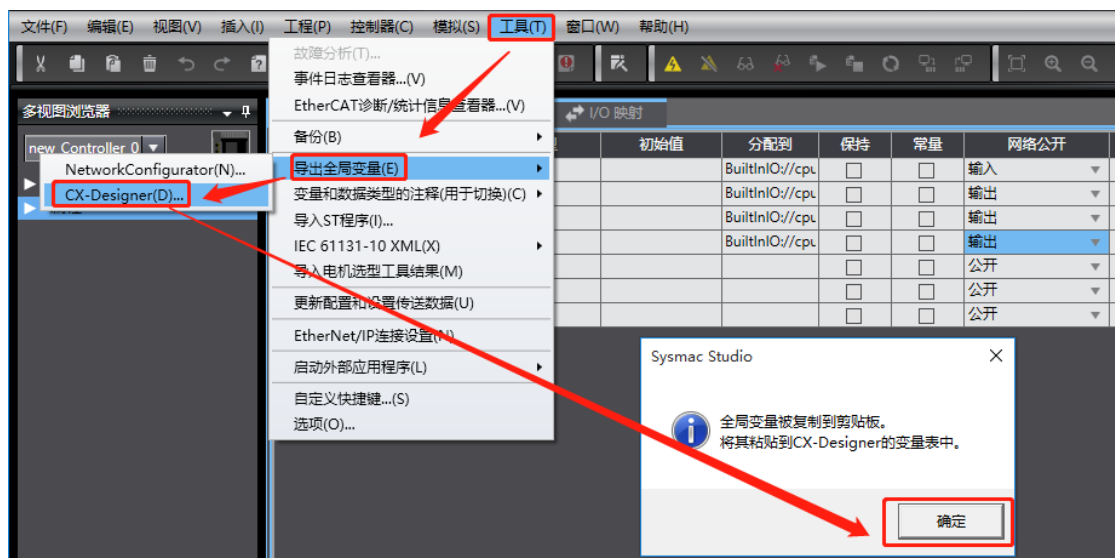 文件(F) 编辑(E) 视图(V) 插入(I) 工程(P) 控制器(C) 模拟(S) 工具(T) 窗口(W) 帮助(H)
故障分析(T)...
事件日志查看器...(V)
多视图浏览器
EtherCAT诊断/统计信息查看器...(V)
I/O 映射
备份(B)
初始值 分配到 保持 常量 网络公开
new_Controller_0
NetworkConfigurator(N)...
导出全局变量(E)
BuiltInIO://cpu 输入
CX-Designer(D)...
变量和数据类型的注释(用于切换)(C)
BuiltInIO://cpu 输出
导入ST程序(I)...
BuiltInIO://cpu 输出
IEC 61131-10 XML(X)
BuiltInIO://cpu 输出
导入电机选型工具结果(M)
公开
更新配置和设置传送数据(U)
公开
公开
EtherNet/IP连接设置(N)
启动外部应用程序(L)
自定义快捷键...(S)
选项(O)...
Sysmac Studio
全局变量被复制到剪贴板。
将其粘贴到CX-Designer的变量表中。
确定